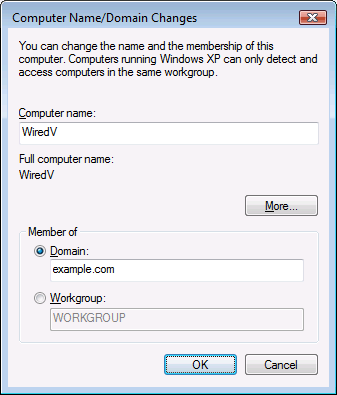 Computer Name/Domain Changes
You can change the name and the membership of this
computer. Computers running Windows XP can only detect and
access computers in the same workgroup.
Computer name:
WiredV
Full computer name:
WiredV
More...
Member of
Domain:
example.com
Workgroup:
WORKGROUP
OK Cancel